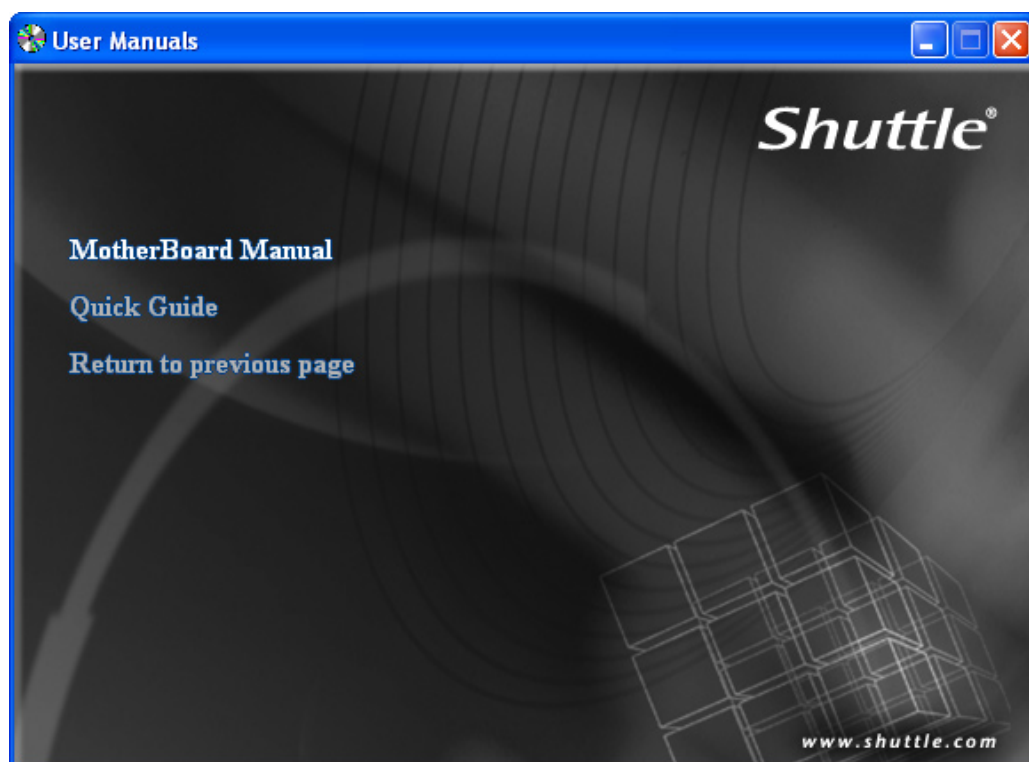 User Manuals
Shuttle®
MotherBoard Manual
Quick Guide
Return to previous page
www.shuttle.com